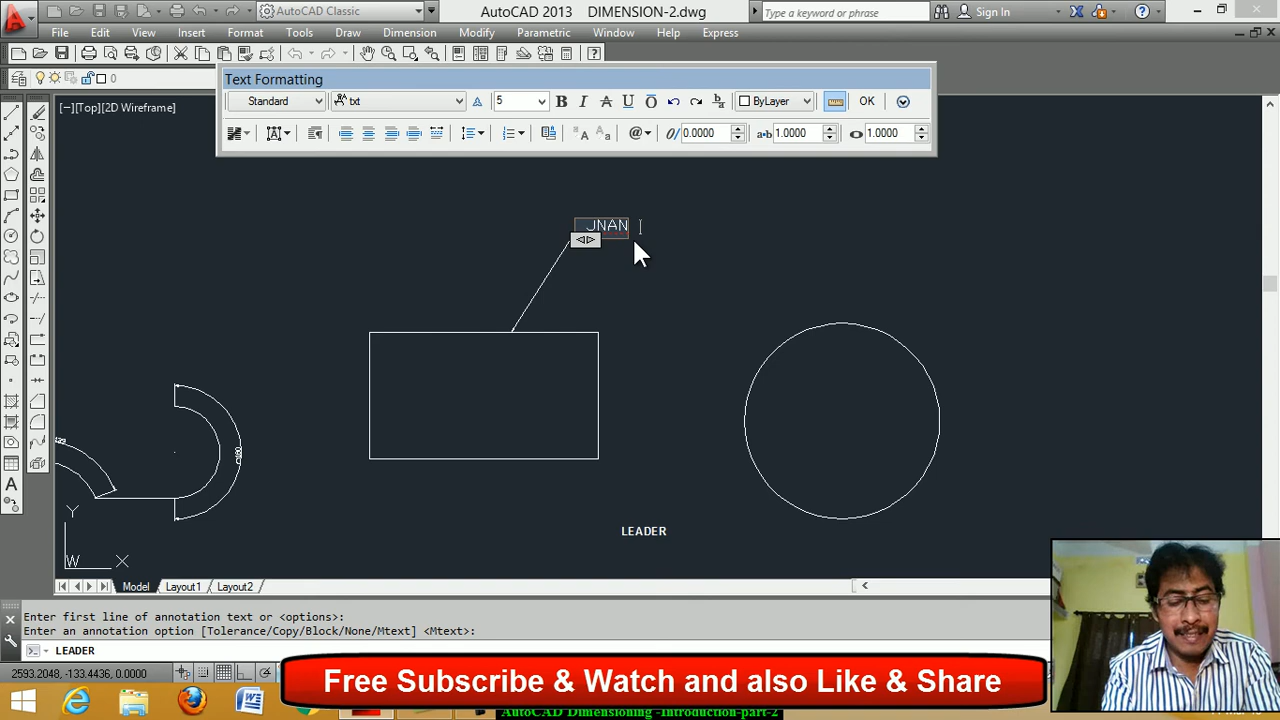 AutoCAD Classic
AutoCAD 2013 DIMENSION-2.dwg
Type a keyword or phrase
Sign In
File Edit View Insert Format Tools Draw Dimension Modify Parametric Window Help Express
0
Text Formatting
Standard
txt
5
B I A U O
ByLayer
OK
@
0/ 0.0000
a•b 1.0000
1.0000
[−][Top][2D Wireframe]
JNAN
LEADER
Y
W X
A
Model Layout1 Layout2
Enter first line of annotation text or <options>:
Enter an annotation option [Tolerance/Copy/Block/None/Mtext] <Mtext>:
LEADER
2593.2048, -133.4436, 0.0000
Free Subscribe & Watch and also Like & Share
AutoCAD Dimensioning -Introduction-part-2